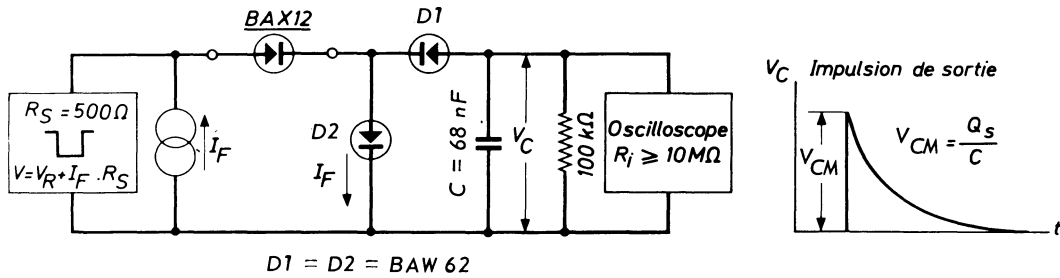 BAX12
D1
R_S = 500Ω
V=V_R+I_F . R_S
I_F
D2
I_F
C = 68 nF
V_C
100 kΩ
Oscilloscope
R_i ⩾ 10MΩ
D1 = D2 = BAW 62
V_C Impulsion de sortie
V_CM
V_CM = Q_s / C
t